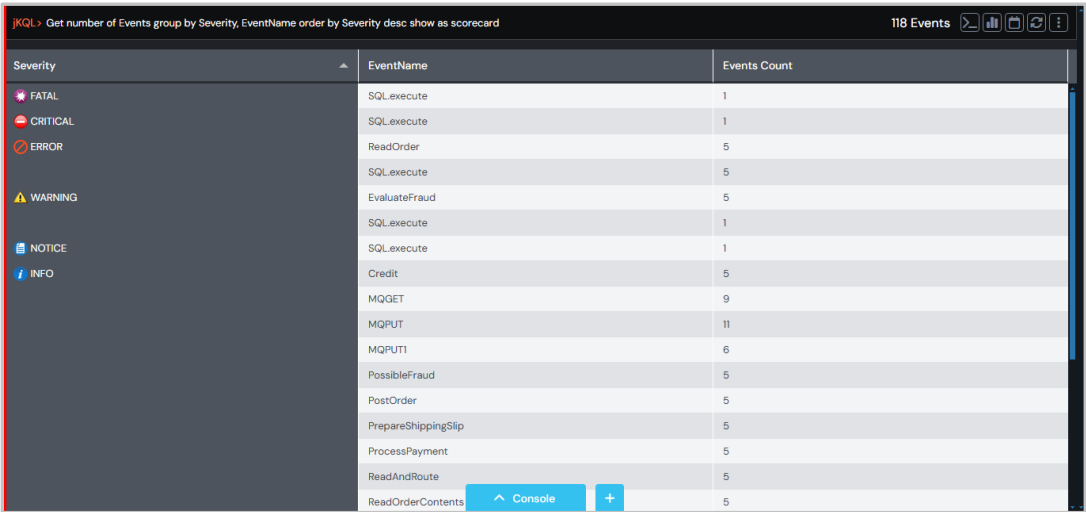 jKQL> Get number of Events group by Severity, EventName order by Severity desc show as scorecard 118 Events
Severity EventName Events Count
FATAL SQL.execute 1
CRITICAL SQL.execute 1
ERROR ReadOrder 5
SQL.execute 5
WARNING EvaluateFraud 5
SQL.execute 1
NOTICE SQL.execute 1
INFO Credit 5
MQGET 9
MQPUT 11
MQPUT1 6
PossibleFraud 5
PostOrder 5
PrepareShippingSlip 5
ProcessPayment 5
ReadAndRoute 5
ReadOrderContents 5
Console +